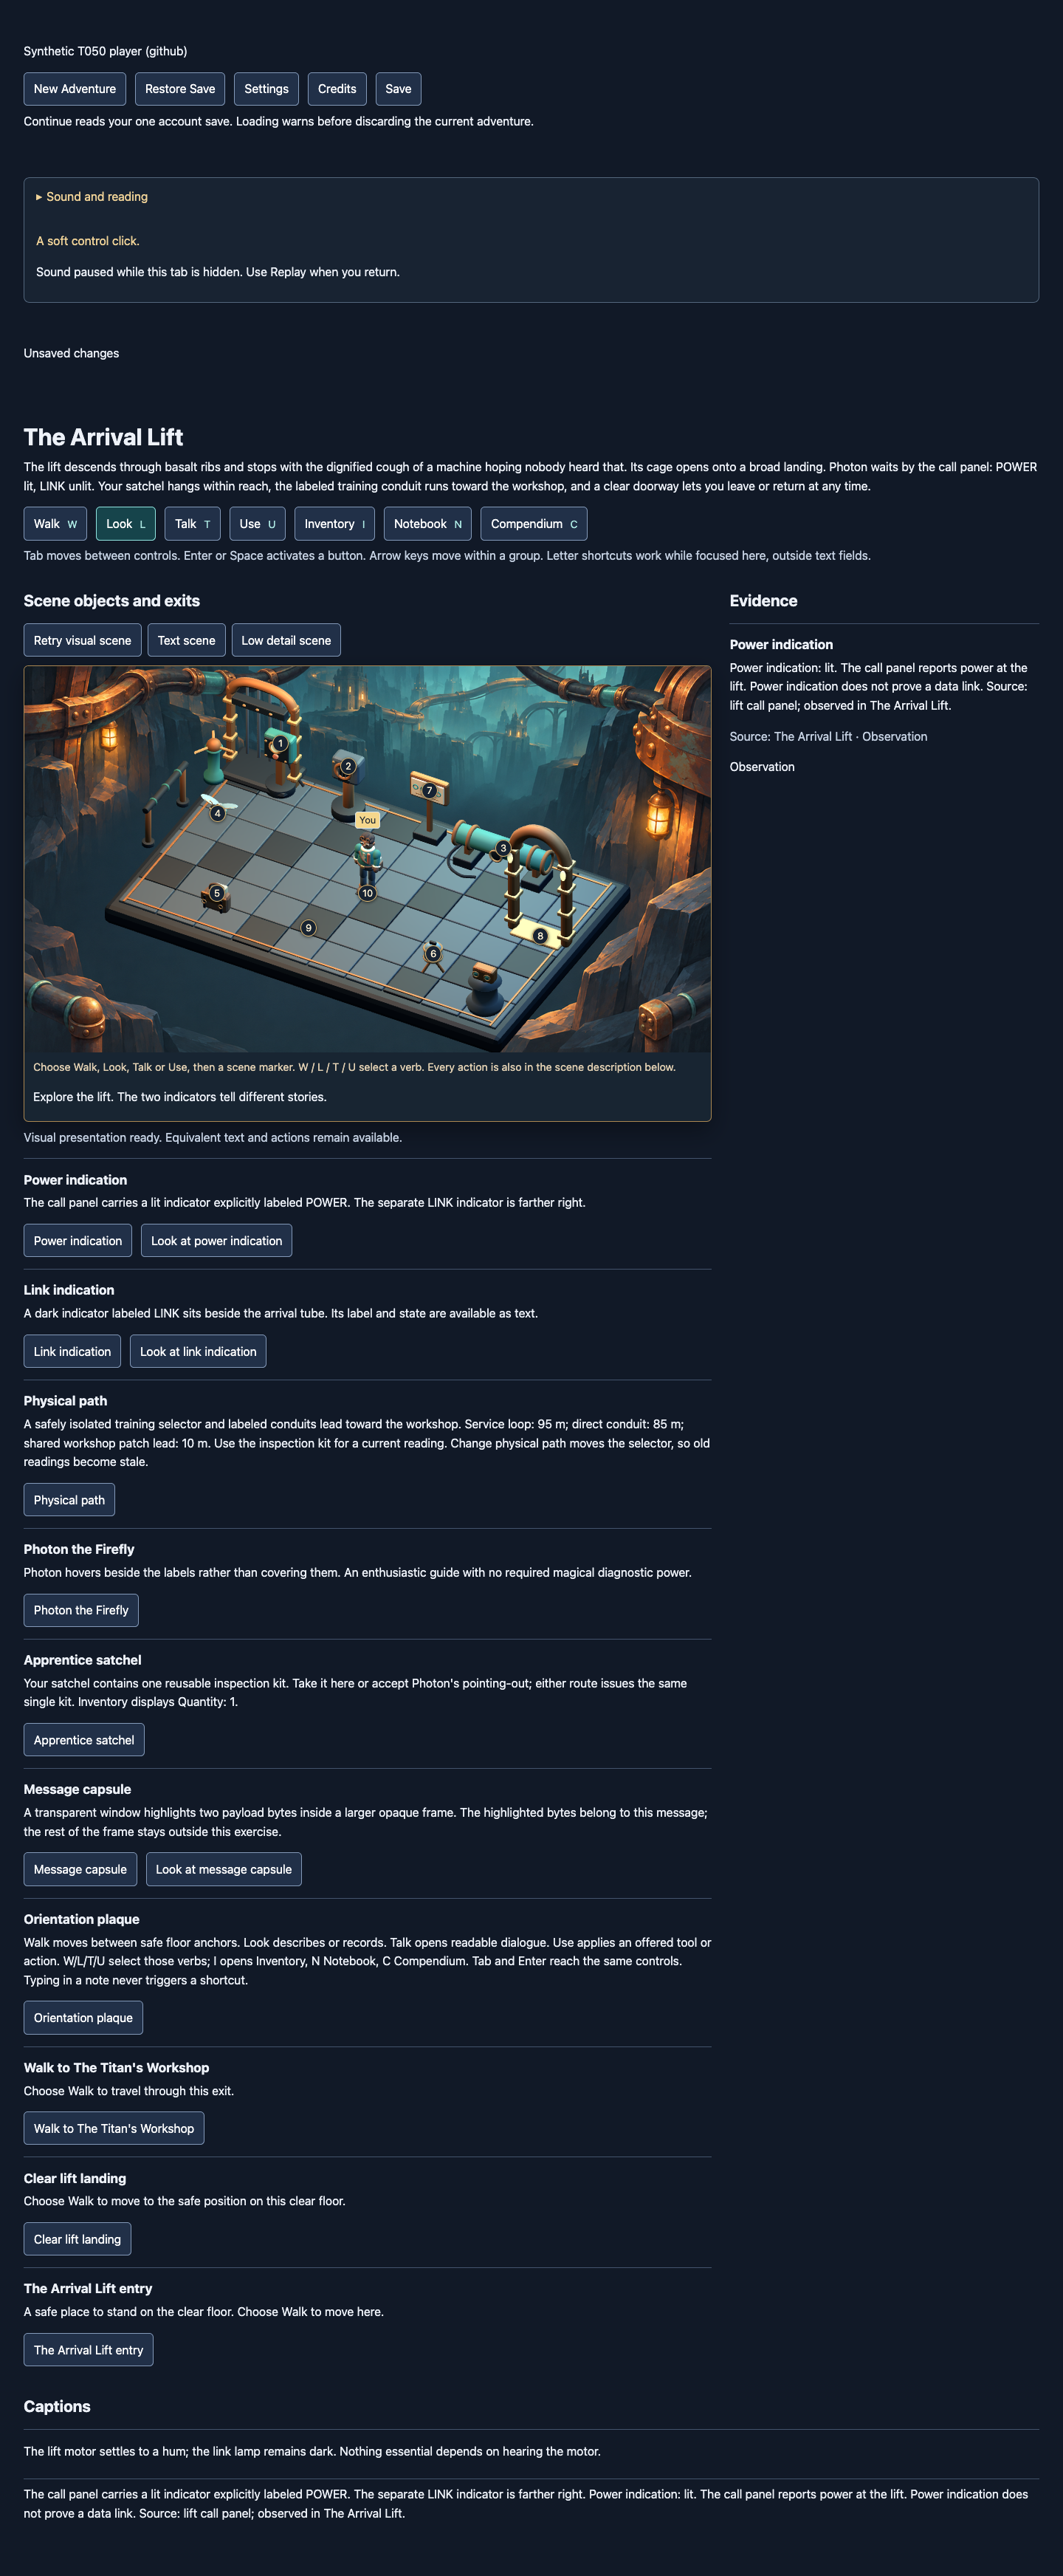 Synthetic T050 player (github)
New Adventure Restore Save Settings Credits Save
Continue reads your one account save. Loading warns before discarding the current adventure.
▸ Sound and reading
A soft control click.
Sound paused while this tab is hidden. Use Replay when you return.
Unsaved changes
The Arrival Lift
The lift descends through basalt ribs and stops with the dignified cough of a machine hoping nobody heard that. Its cage opens onto a broad landing. Photon waits by the call panel: POWER
lit, LINK unlit. Your satchel hangs within reach, the labeled training conduit runs toward the workshop, and a clear doorway lets you leave or return at any time.
Walk W Look L Talk T Use U Inventory I Notebook N Compendium C
Tab moves between controls. Enter or Space activates a button. Arrow keys move within a group. Letter shortcuts work while focused here, outside text fields.
Scene objects and exits
Retry visual scene Text scene Low detail scene
1
2
7
4
You
3
5
10
9
8
6
Choose Walk, Look, Talk or Use, then a scene marker. W / L / T / U select a verb. Every action is also in the scene description below.
Explore the lift. The two indicators tell different stories.
Visual presentation ready. Equivalent text and actions remain available.
Power indication
The call panel carries a lit indicator explicitly labeled POWER. The separate LINK indicator is farther right.
Power indication Look at power indication
Link indication
A dark indicator labeled LINK sits beside the arrival tube. Its label and state are available as text.
Link indication Look at link indication
Physical path
A safely isolated training selector and labeled conduits lead toward the workshop. Service loop: 95 m; direct conduit: 85 m;
shared workshop patch lead: 10 m. Use the inspection kit for a current reading. Change physical path moves the selector, so old
readings become stale.
Physical path
Photon the Firefly
Photon hovers beside the labels rather than covering them. An enthusiastic guide with no required magical diagnostic power.
Photon the Firefly
Apprentice satchel
Your satchel contains one reusable inspection kit. Take it here or accept Photon's pointing-out; either route issues the same
single kit. Inventory displays Quantity: 1.
Apprentice satchel
Message capsule
A transparent window highlights two payload bytes inside a larger opaque frame. The highlighted bytes belong to this message;
the rest of the frame stays outside this exercise.
Message capsule Look at message capsule
Orientation plaque
Walk moves between safe floor anchors. Look describes or records. Talk opens readable dialogue. Use applies an offered tool or
action. W/L/T/U select those verbs; I opens Inventory, N Notebook, C Compendium. Tab and Enter reach the same controls.
Typing in a note never triggers a shortcut.
Orientation plaque
Walk to The Titan's Workshop
Choose Walk to travel through this exit.
Walk to The Titan's Workshop
Clear lift landing
Choose Walk to move to the safe position on this clear floor.
Clear lift landing
The Arrival Lift entry
A safe place to stand on the clear floor. Choose Walk to move here.
The Arrival Lift entry
Evidence
Power indication
Power indication: lit. The call panel reports power at the
lift. Power indication does not prove a data link. Source:
lift call panel; observed in The Arrival Lift.
Source: The Arrival Lift · Observation
Observation
Captions
The lift motor settles to a hum; the link lamp remains dark. Nothing essential depends on hearing the motor.
The call panel carries a lit indicator explicitly labeled POWER. The separate LINK indicator is farther right. Power indication: lit. The call panel reports power at the lift. Power indication does
not prove a data link. Source: lift call panel; observed in The Arrival Lift.